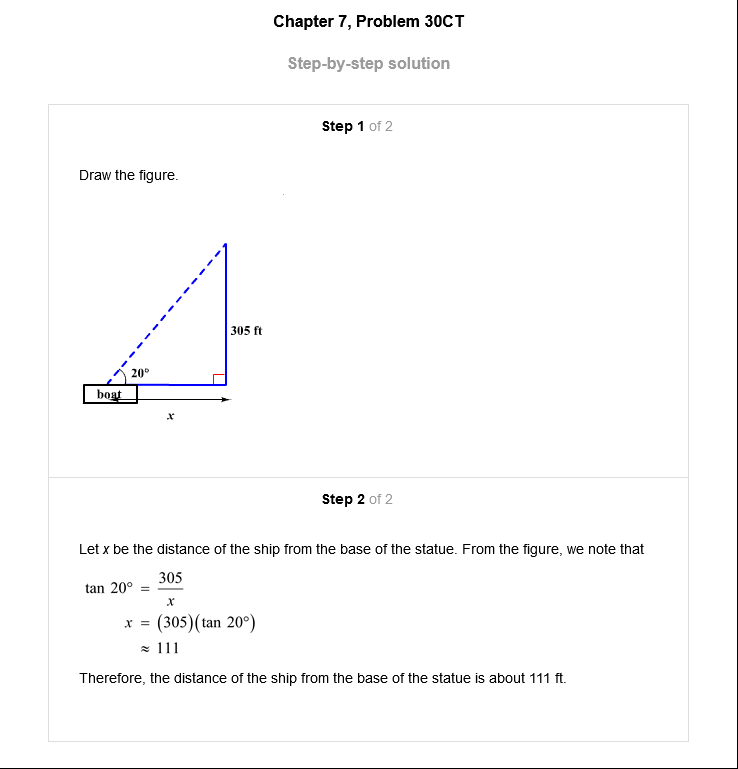 Chapter 7, Problem 30CT
Step-by-step solution
Step 1 of 2
Draw the figure.
305 ft
20°
boat
x
Step 2 of 2
Let x be the distance of the ship from the base of the statue. From the figure, we note that
tan 20° = 305/x
x = (305)(tan 20°)
≈ 111
Therefore, the distance of the ship from the base of the statue is about 111 ft.